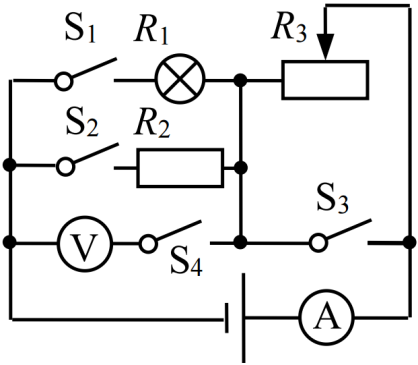 S₁ R₁ R₃
S₂ R₂
S₃
V S₄
A